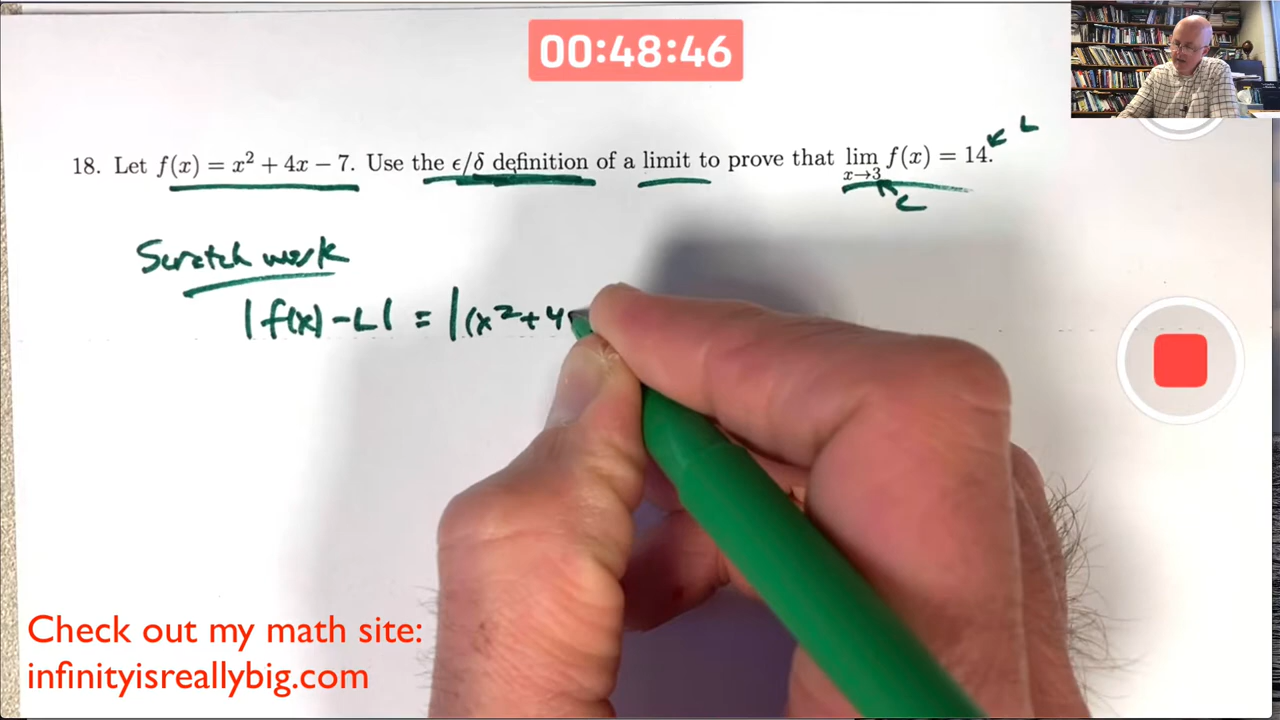 00:48:46
18. Let f(x) = x² + 4x − 7. Use the ϵ/δ definition of a limit to prove that lim x→3 f(x) = 14.
L
c
Scratch work
|f(x) - L| = |(x² + 4
Check out my math site:
infinityisreallybig.com